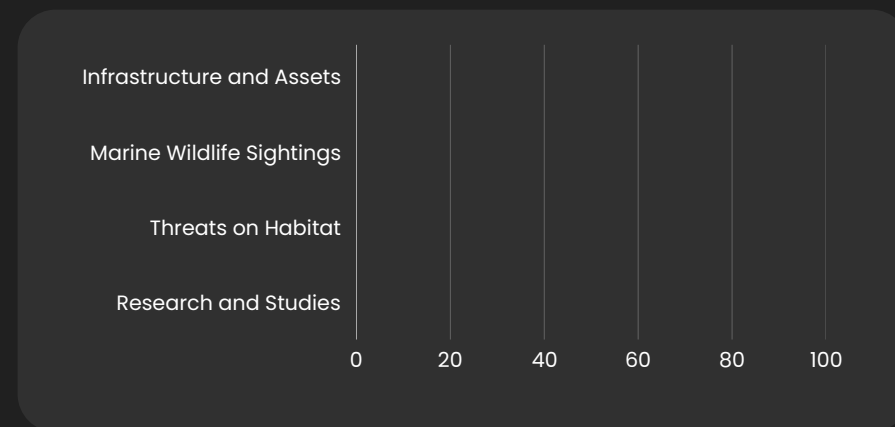 Infrastructure and Assets
Marine Wildlife Sightings
Threats on Habitat
Research and Studies
0 20 40 60 80 100